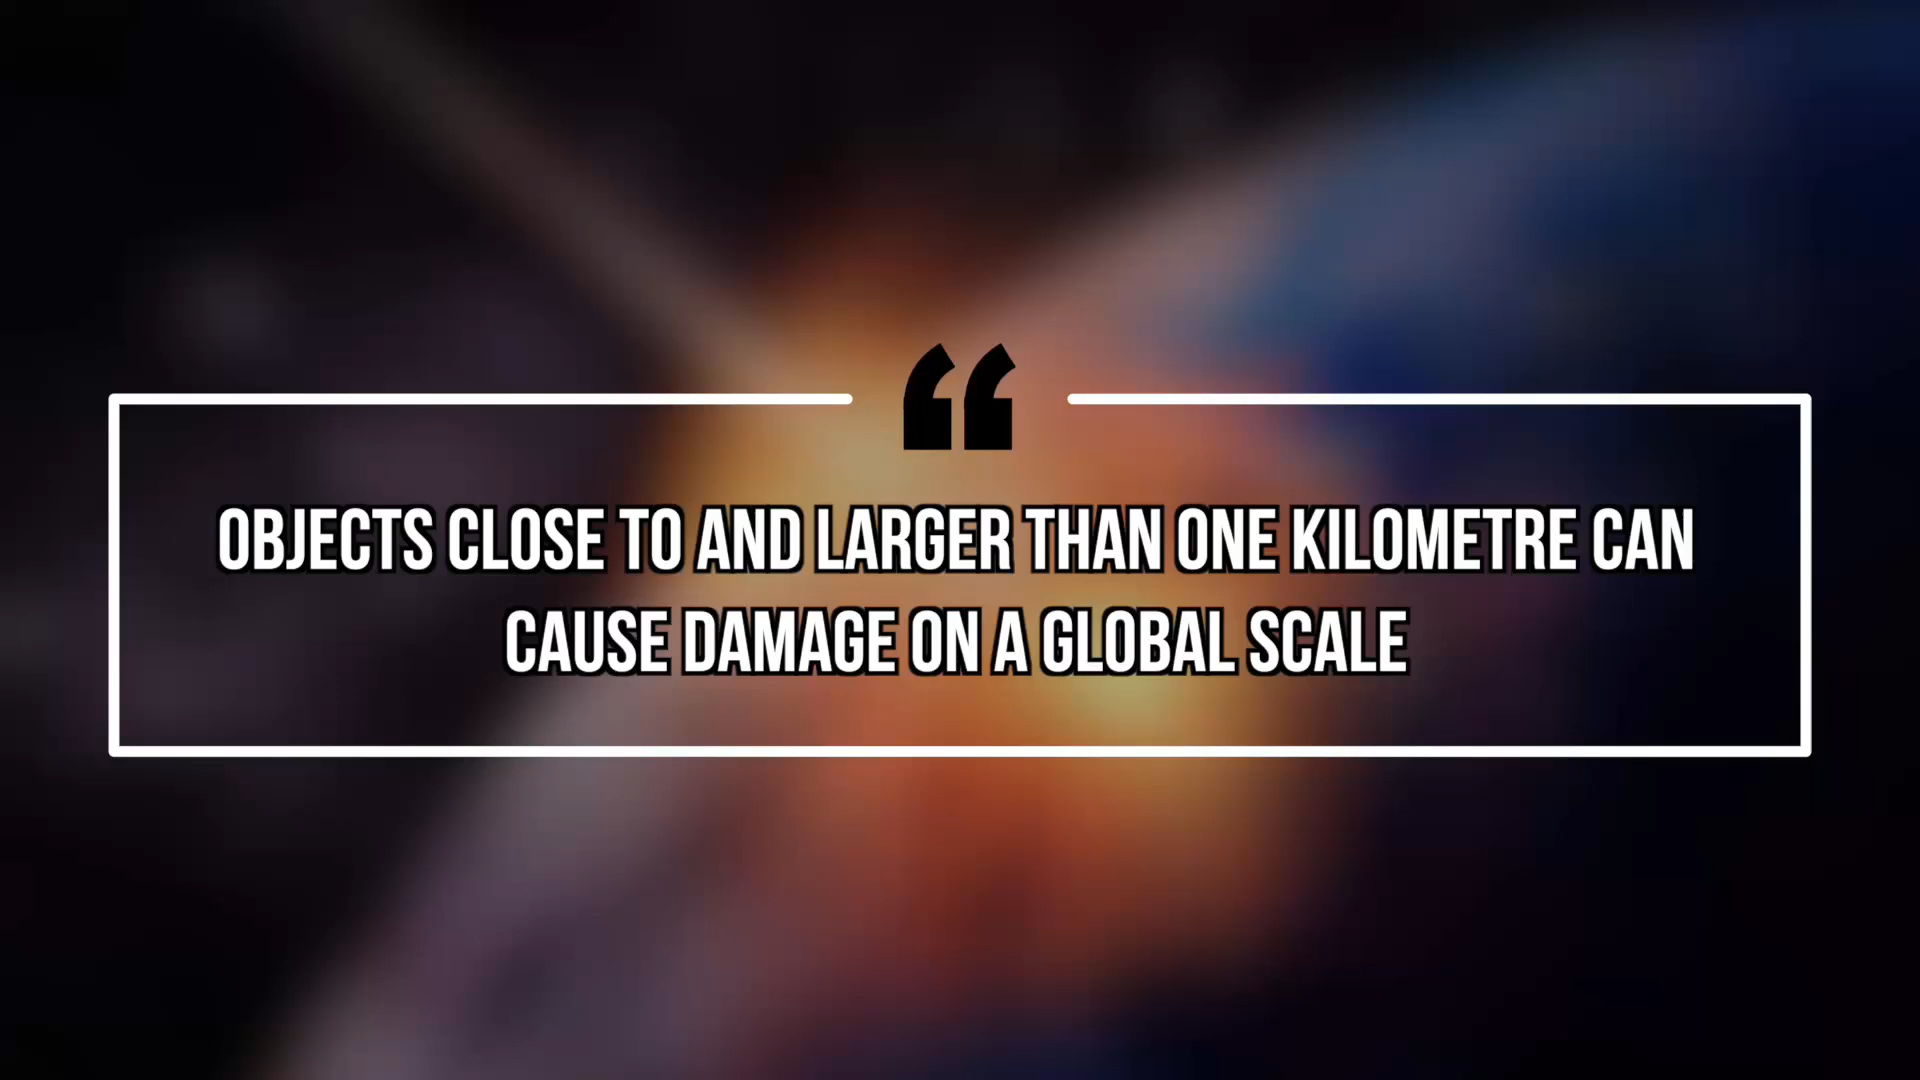 “
OBJECTS CLOSE TO AND LARGER THAN ONE KILOMETRE CAN
CAUSE DAMAGE ON A GLOBAL SCALE